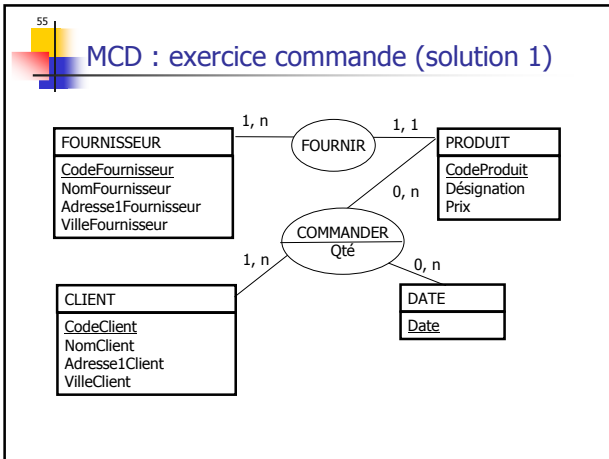 55
MCD : exercice commande (solution 1)
1, n
1, 1
FOURNISSEUR
CodeFournisseur
NomFournisseur
Adresse1Fournisseur
VilleFournisseur
FOURNIR
PRODUIT
CodeProduit
Désignation
Prix
0, n
COMMANDER
Qté
1, n
0, n
CLIENT
CodeClient
NomClient
Adresse1Client
VilleClient
DATE
Date